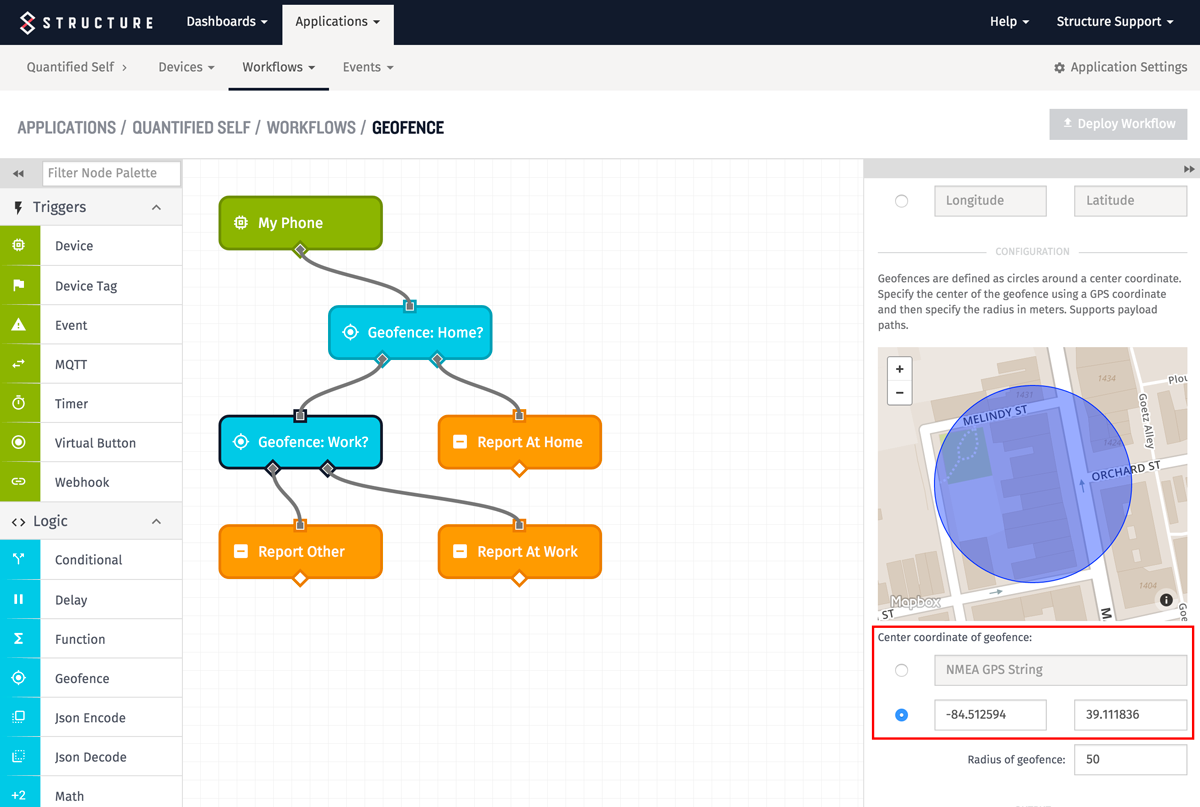 STRUCTURE
Dashboards
Applications
Help
Structure Support
Quantified Self >
Devices
Workflows
Events
Application Settings
APPLICATIONS / QUANTIFIED SELF / WORKFLOWS / GEOFENCE
Deploy Workflow
Filter Node Palette
Triggers
Device
Device Tag
Event
MQTT
Timer
Virtual Button
Webhook
Logic
Conditional
Delay
Function
Geofence
Json Encode
Json Decode
+2 Math
My Phone
Geofence: Home?
Geofence: Work?
Report At Home
Report Other
Report At Work
Longitude
Latitude
CONFIGURATION
Geofences are defined as circles around a center coordinate.
Specify the center of the geofence using a GPS coordinate
and then specify the radius in meters. Supports payload
paths.
+
−
1434
1431
Plou
MELINDY ST
Goetz Alley
1424
ORCHARD ST
1404
Mapbox
i
ST
M
Goe
Center coordinate of geofence:
NMEA GPS String
-84.512594
39.111836
Radius of geofence:
50